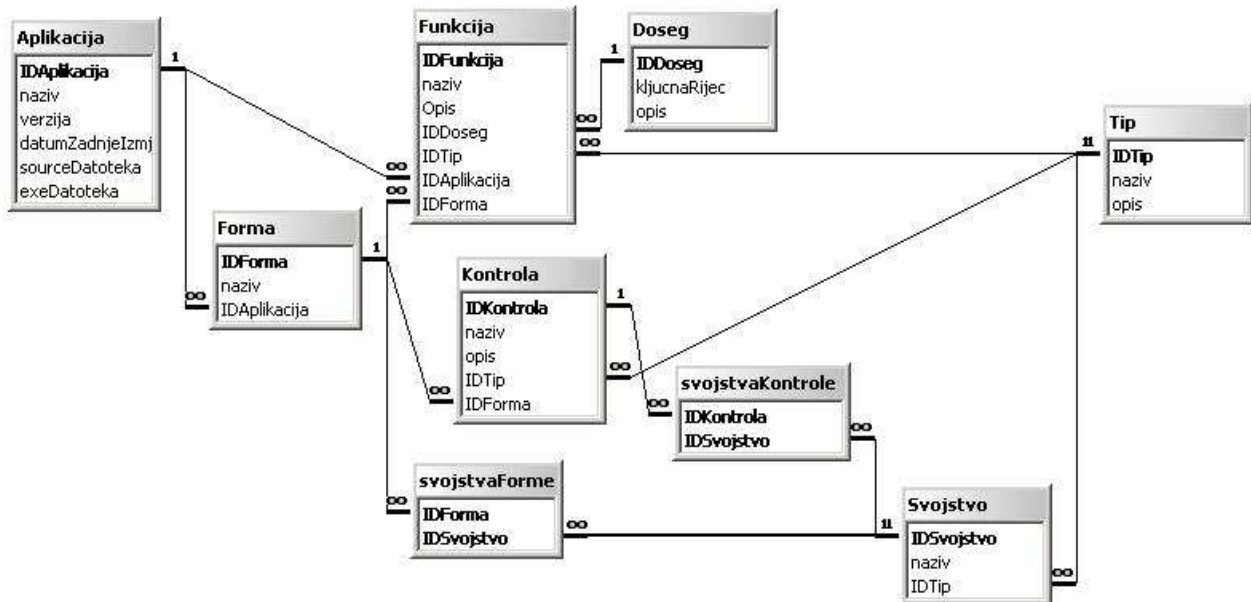 Aplikacija
IDAplikacija
naziv
verzija
datumZadnjeIzmj
sourceDatoteka
exeDatoteka
1
Funkcija
IDFunkcija
naziv
Opis
IDDoseg
IDTip
IDAplikacija
IDForma
∞
∞
∞
∞
Doseg
IDDoseg
kljucnaRijec
opis
1
Tip
IDTip
naziv
opis
11
Forma
IDForma
naziv
IDAplikacija
1
∞
Kontrola
IDKontrola
naziv
opis
IDTip
IDForma
1
∞
∞
svojstvaKontrole
IDKontrola
IDSvojstvo
∞
∞
svojstvaForme
IDForma
IDSvojstvo
∞
∞
Svojstvo
IDSvojstvo
naziv
IDTip
11
∞